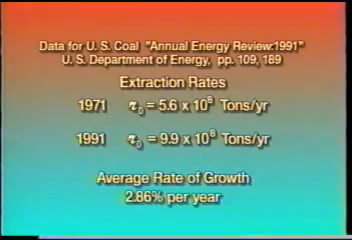 Data for U. S. Coal "Annual Energy Review:1991"
U. S. Department of Energy, pp. 109, 189
Extraction Rates
1971 r₀ = 5.6 x 10⁸ Tons/yr
1991 r₀ = 9.9 x 10⁸ Tons/yr
Average Rate of Growth
2.86% per year